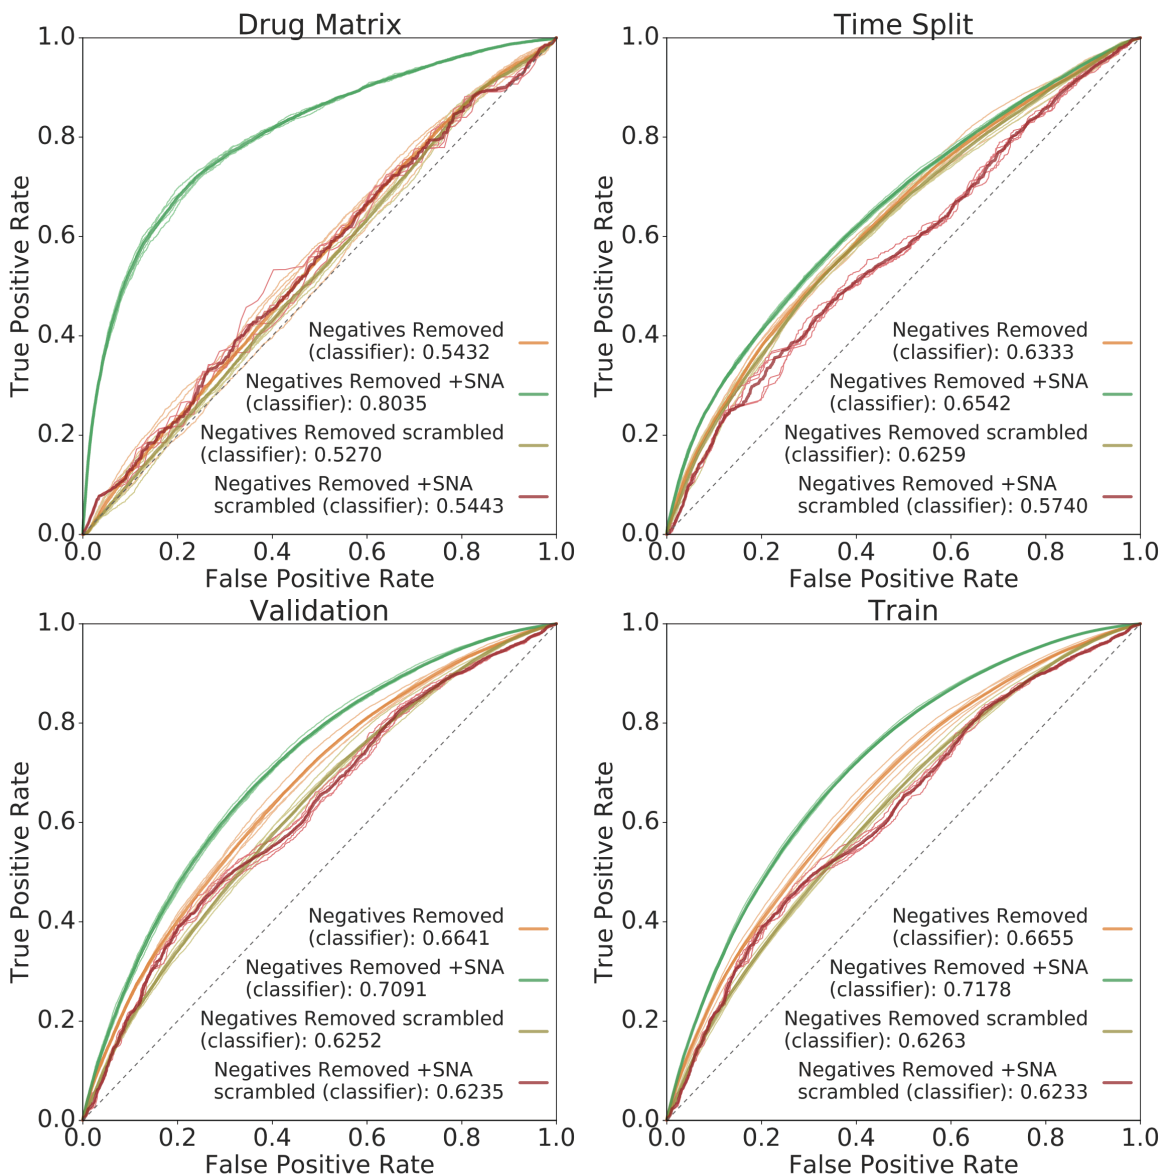 Drug Matrix
1.0
0.8
0.6
0.4
0.2
0.0
True Positive Rate
Negatives Removed
(classifier): 0.5432
Negatives Removed +SNA
(classifier): 0.8035
Negatives Removed scrambled
(classifier): 0.5270
Negatives Removed +SNA
scrambled (classifier): 0.5443
0.0 0.2 0.4 0.6 0.8 1.0
False Positive Rate
Time Split
1.0
0.8
0.6
0.4
0.2
0.0
True Positive Rate
Negatives Removed
(classifier): 0.6333
Negatives Removed +SNA
(classifier): 0.6542
Negatives Removed scrambled
(classifier): 0.6259
Negatives Removed +SNA
scrambled (classifier): 0.5740
0.0 0.2 0.4 0.6 0.8 1.0
False Positive Rate
Validation
1.0
0.8
0.6
0.4
0.2
0.0
True Positive Rate
Negatives Removed
(classifier): 0.6641
Negatives Removed +SNA
(classifier): 0.7091
Negatives Removed scrambled
(classifier): 0.6252
Negatives Removed +SNA
scrambled (classifier): 0.6235
0.0 0.2 0.4 0.6 0.8 1.0
False Positive Rate
Train
1.0
0.8
0.6
0.4
0.2
0.0
True Positive Rate
Negatives Removed
(classifier): 0.6655
Negatives Removed +SNA
(classifier): 0.7178
Negatives Removed scrambled
(classifier): 0.6263
Negatives Removed +SNA
scrambled (classifier): 0.6233
0.0 0.2 0.4 0.6 0.8 1.0
False Positive Rate